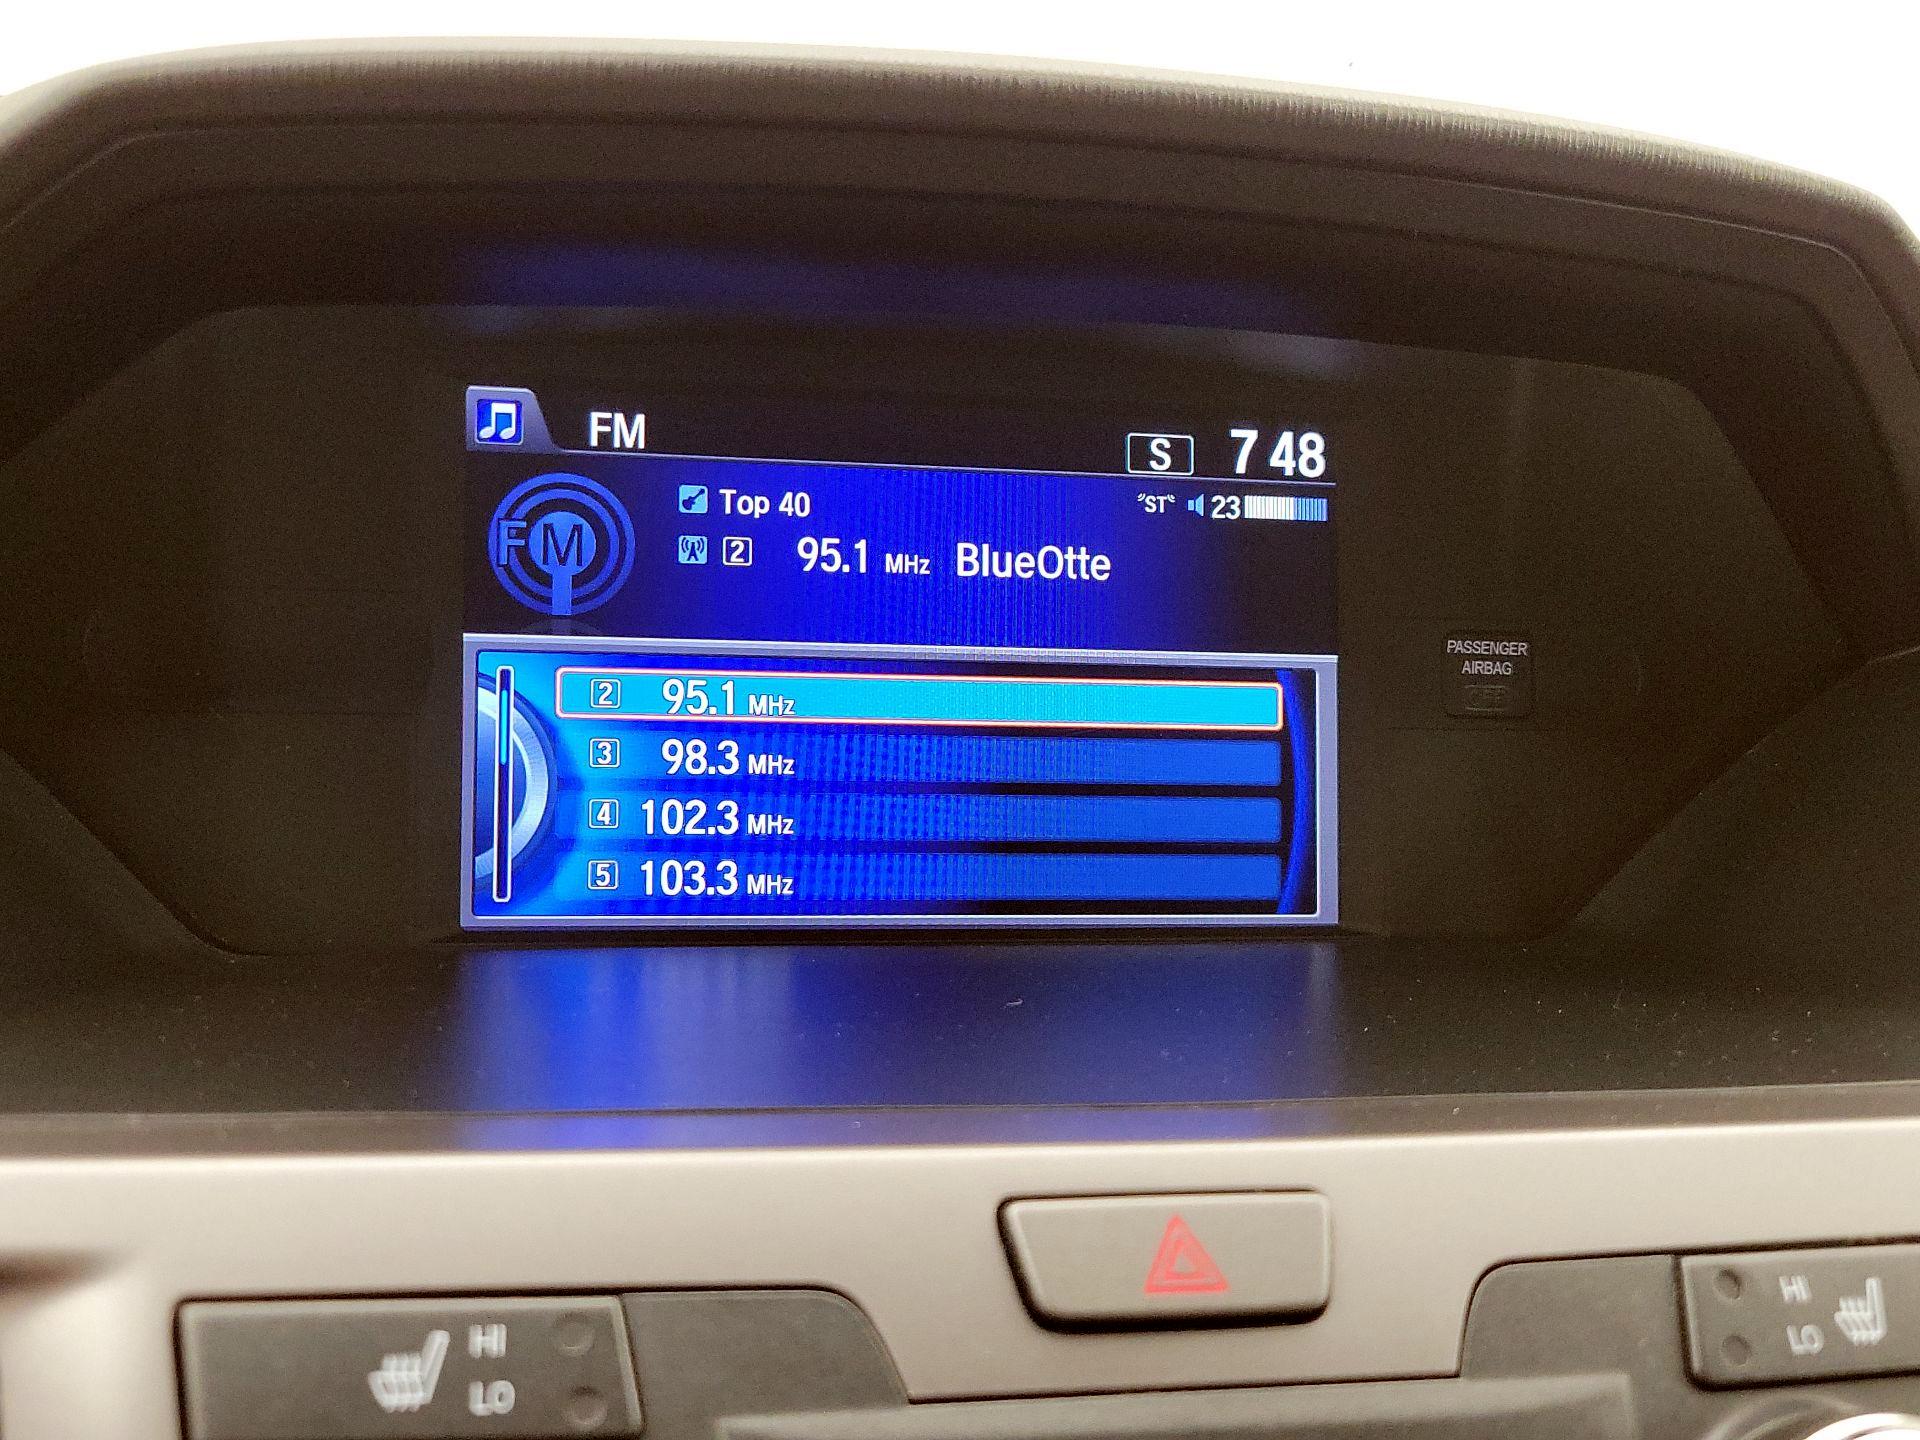 FM
S 7 48
Top 40 "ST" 23
FM
2 95.1 MHz BlueOtte
2 95.1 MHz
3 98.3 MHz
4 102.3 MHz
5 103.3 MHz
PASSENGER
AIRBAG
OFF
HI
LO
HI
LO